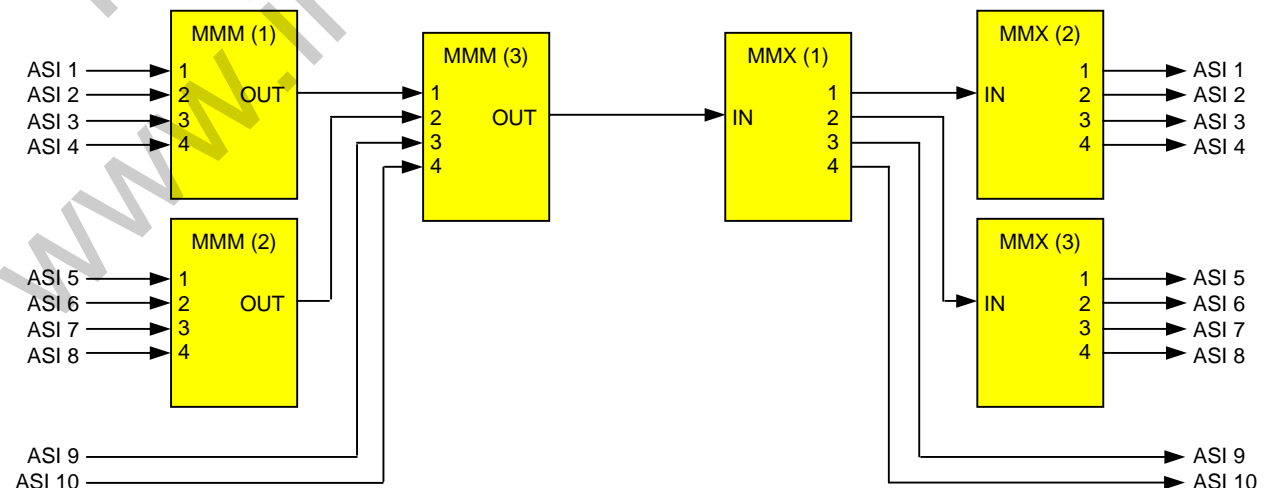 MMM (1)
ASI 1
ASI 2
ASI 3
ASI 4
1
2
3
4
OUT
MMM (2)
ASI 5
ASI 6
ASI 7
ASI 8
1
2
3
4
OUT
ASI 9
ASI 10
MMM (3)
1
2
3
4
OUT
MMX (1)
IN
1
2
3
4
MMX (2)
IN
1
2
3
4
ASI 1
ASI 2
ASI 3
ASI 4
MMX (3)
IN
1
2
3
4
ASI 5
ASI 6
ASI 7
ASI 8
ASI 9
ASI 10